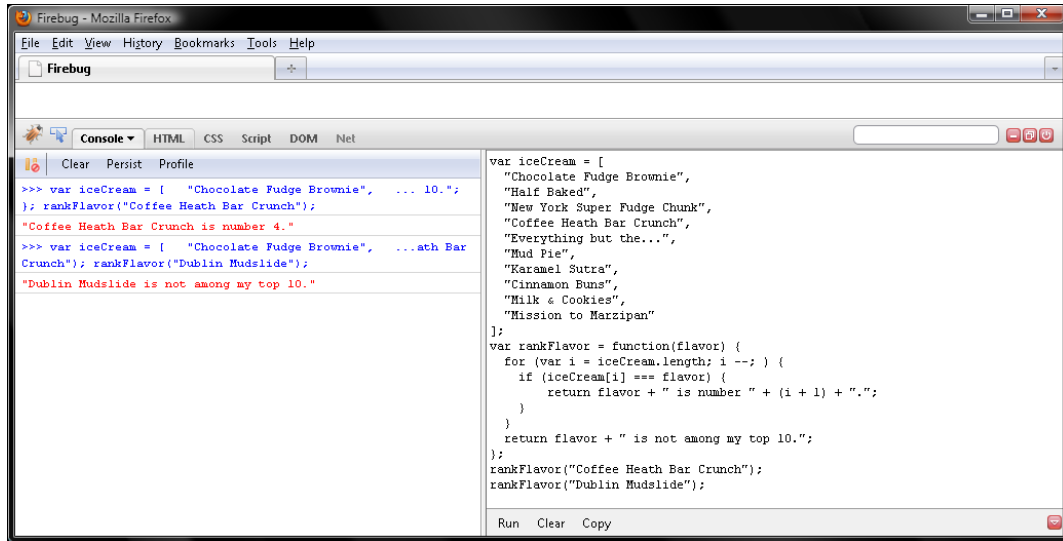 Firebug - Mozilla Firefox
File Edit View History Bookmarks Tools Help
Firebug
Console HTML CSS Script DOM Net
Clear Persist Profile
>>> var iceCream = [ "Chocolate Fudge Brownie", ... 10.";
}; rankFlavor("Coffee Heath Bar Crunch");
"Coffee Heath Bar Crunch is number 4."
>>> var iceCream = [ "Chocolate Fudge Brownie", ...ath Bar
Crunch"); rankFlavor("Dublin Mudslide");
"Dublin Mudslide is not among my top 10."
var iceCream = [
  "Chocolate Fudge Brownie",
  "Half Baked",
  "New York Super Fudge Chunk",
  "Coffee Heath Bar Crunch",
  "Everything but the...",
  "Mud Pie",
  "Karamel Sutra",
  "Cinnamon Buns",
  "Milk & Cookies",
  "Mission to Marzipan"
];
var rankFlavor = function(flavor) {
  for (var i = iceCream.length; i --; ) {
    if (iceCream[i] === flavor) {
        return flavor + " is number " + (i + 1) + ".";
    }
  }
  return flavor + " is not among my top 10.";
};
rankFlavor("Coffee Heath Bar Crunch");
rankFlavor("Dublin Mudslide");
Run Clear Copy